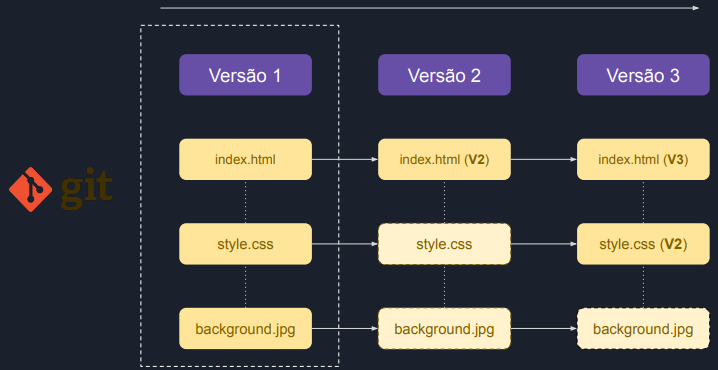 Versão 1
Versão 2
Versão 3
index.html
index.html (V2)
index.html (V3)
git
style.css
style.css
style.css (V2)
background.jpg
background.jpg
background.jpg